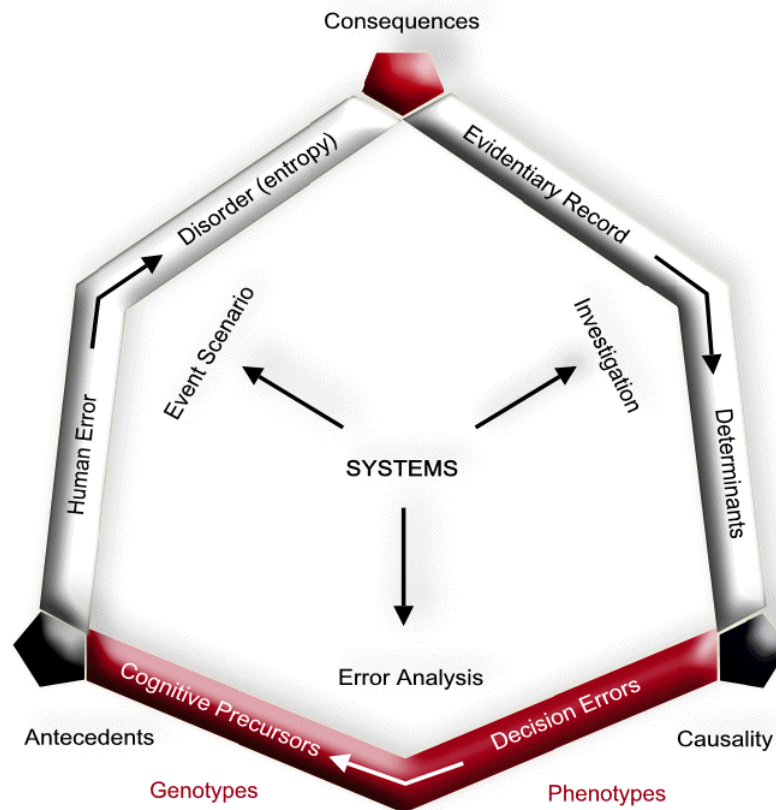 Consequences
Disorder (entropy)
Evidentiary Record
Event Scenario
Investigation
Human Error
SYSTEMS
Determinants
Error Analysis
Cognitive Precursors
Decision Errors
Antecedents
Causality
Genotypes
Phenotypes